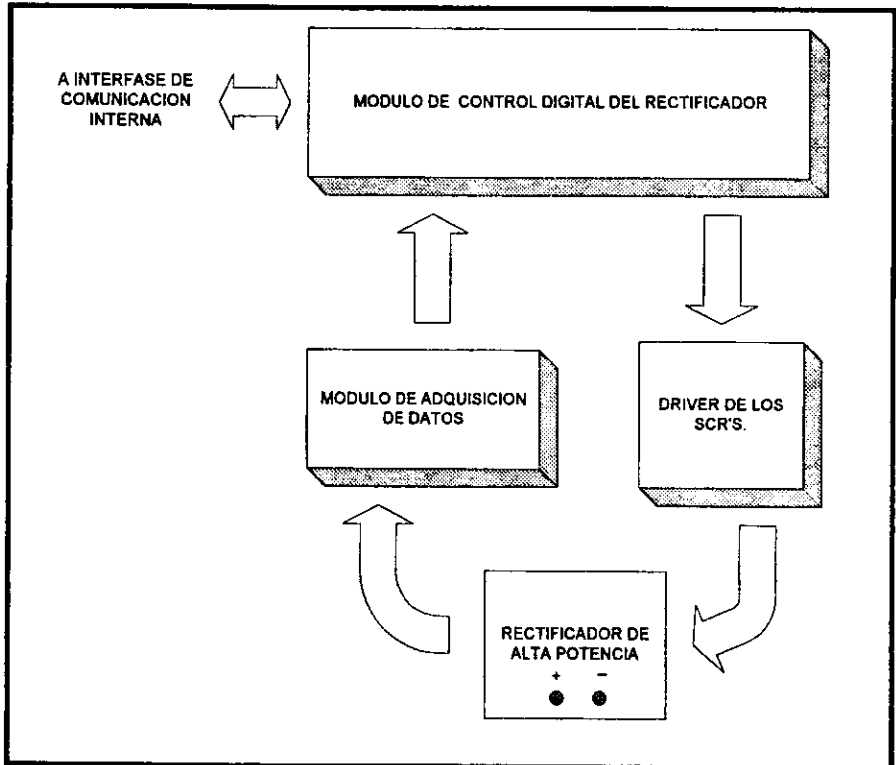 A INTERFASE DE
COMUNICACION
INTERNA
MODULO DE CONTROL DIGITAL DEL RECTIFICADOR
MODULO DE ADQUISICION
DE DATOS
DRIVER DE LOS
SCR'S.
RECTIFICADOR DE
ALTA POTENCIA
+ −